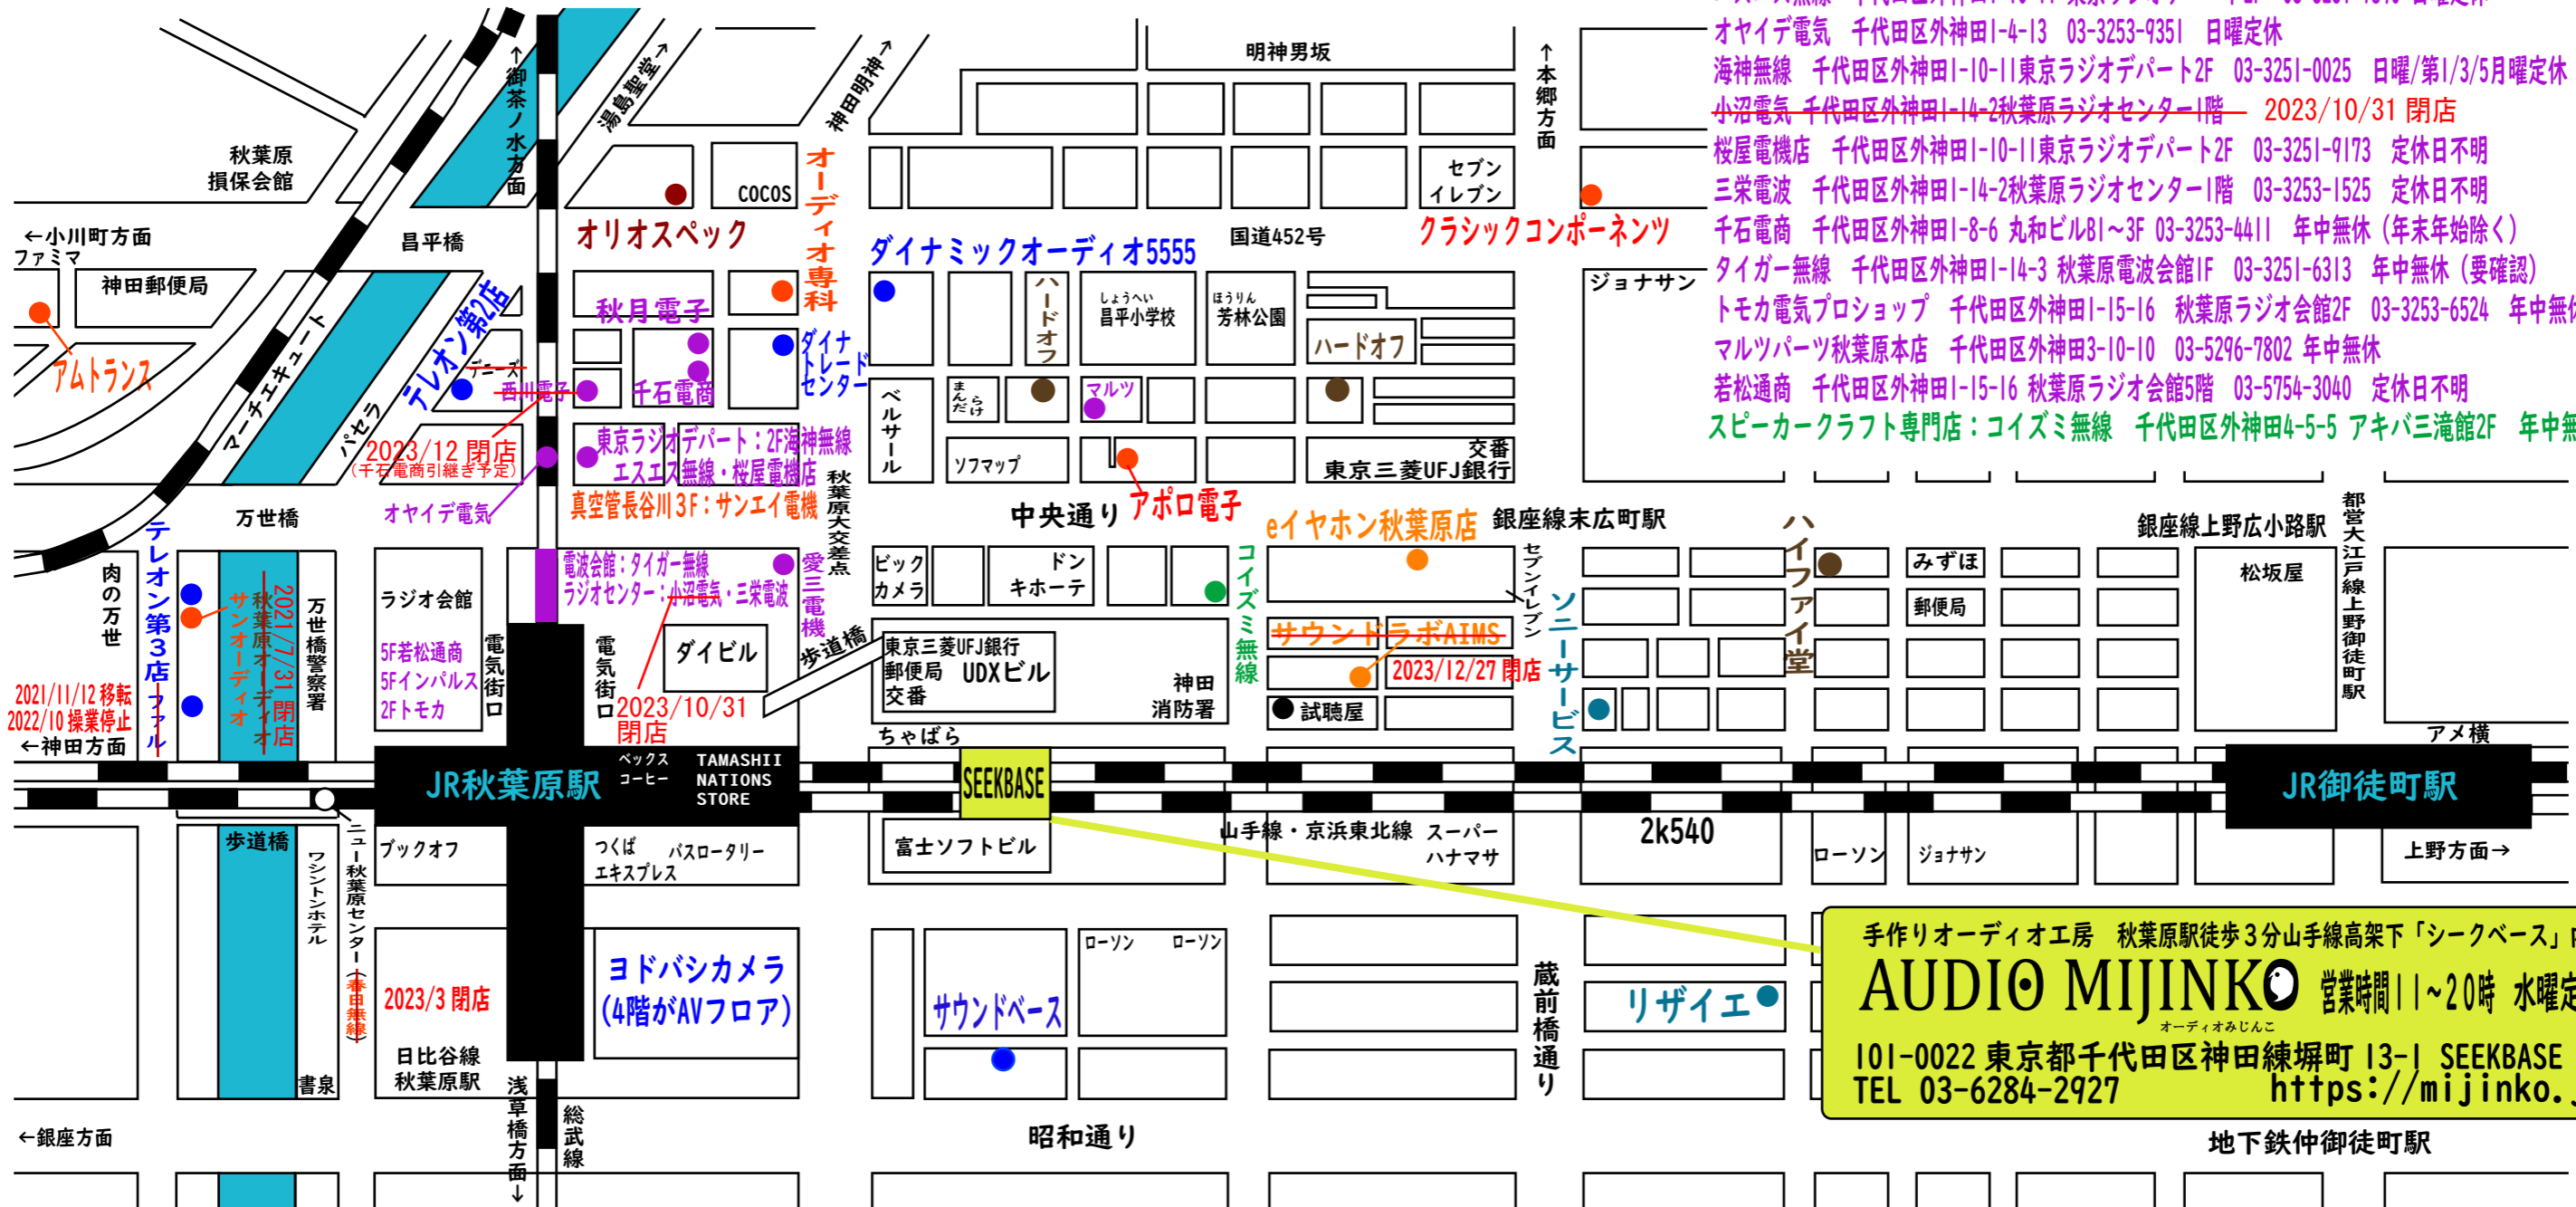 オヤイデ電気 千代田区外神田1-4-13 03-3253-9351 日曜定休
海神無線 千代田区外神田1-10-11東京ラジオデパート2F 03-3251-0025 日曜/第1/3/5月曜定休
小沼電気 千代田区外神田1-14-2秋葉原ラジオセンター1階 2023/10/31 閉店
桜屋電機店 千代田区外神田1-10-11東京ラジオデパート2F 03-3251-9173 定休日不明
三栄電波 千代田区外神田1-14-2秋葉原ラジオセンター1階 03-3253-1525 定休日不明
千石電商 千代田区外神田1-8-6 丸和ビルB1～3F 03-3253-4411 年中無休（年末年始除く）
タイガー無線 千代田区外神田1-14-3 秋葉原電波会館1F 03-3251-6313 年中無休（要確認）
トモカ電気プロショップ 千代田区外神田1-15-16 秋葉原ラジオ会館2F 03-3253-6524 年中無休
マルツパーツ秋葉原本店 千代田区外神田3-10-10 03-5296-7802 年中無休
若松通商 千代田区外神田1-15-16 秋葉原ラジオ会館5階 03-5754-3040 定休日不明
スピーカークラフト専門店：コイズミ無線 千代田区外神田4-5-5 アキバ三滝館2F 年中無
↑御茶ノ水方面
湯島聖堂→
神田明神→
明神男坂
↑本郷方面
秋葉原
損保会館
COCOS
オーディオ専科
セブン
イレブン
←小川町方面
ファミマ
昌平橋
オリオスペック
ダイナミックオーディオ5555
国道452号
クラシックコンポーネンツ
神田郵便局
アムトランス
マーチエキュート
パセラ
テレオン第2店
デニーズ
西川電子
2023/12 閉店
（千石電商引継ぎ予定）
秋月電子
千石電商
ダイナ
トレード
センター
ハードオフ
しょうへい
昌平小学校
ほうりん
芳林公園
ハードオフ
ジョナサン
ベルサール
まんだらけ
マルツ
東京ラジオデパート：2F海神無線
エスエス無線・桜屋電機店
真空管長谷川3F：サンエイ電機
秋葉原大交差点
ソフマップ
アポロ電子
交番
東京三菱UFJ銀行
万世橋
オヤイデ電気
中央通り
eイヤホン秋葉原店
銀座線末広町駅
銀座線上野広小路駅
都営大江戸線上野御徒町駅
肉の万世
テレオン第3店
ファル
2021/11/12 移転
2022/10 操業停止
←神田方面
サンオーディオ
秋葉原オーディオ
2021/7/31 閉店
万世橋警察署
ラジオ会館
5F若松通商
5Fインパルス
2Fトモカ
電気街口
電波会館：タイガー無線
ラジオセンター：小沼電気・三栄電波
愛三電機
電気街口
ダイビル
2023/10/31
閉店
歩道橋
ビック
カメラ
ドン
キホーテ
コイズミ無線
東京三菱UFJ銀行
郵便局 UDXビル
交番
神田
消防署
セブンイレブン
サウンドラボAIMS
2023/12/27 閉店
試聴屋
ソニーサービス
ハイファイ堂
みずほ
郵便局
松坂屋
アメ横
ちゃばら
JR秋葉原駅
ベックス
コーヒー
TAMASHII
NATIONS
STORE
SEEKBASE
JR御徒町駅
歩道橋
ワシントンホテル
ニュー秋葉原センター（春日無線）
ブックオフ
つくば
エキスプレス
バスロータリー
富士ソフトビル
山手線・京浜東北線
スーパー
ハナマサ
2k540
ローソン
ジョナサン
上野方面→
2023/3 閉店
日比谷線
秋葉原駅
書泉
ヨドバシカメラ
(4階がAVフロア)
サウンドベース
ローソン
ローソン
蔵前橋通り
リザイエ
手作りオーディオ工房 秋葉原駅徒歩3分山手線高架下「シークベース」
AUDIO MIJINKO 営業時間11~20時 水曜定
オーディオみじんこ
101-0022 東京都千代田区神田練塀町 13-1 SEEKBASE
TEL 03-6284-2927 https://mijinko.
←銀座方面
浅草橋方面↓
総武線
昭和通り
地下鉄仲御徒町駅